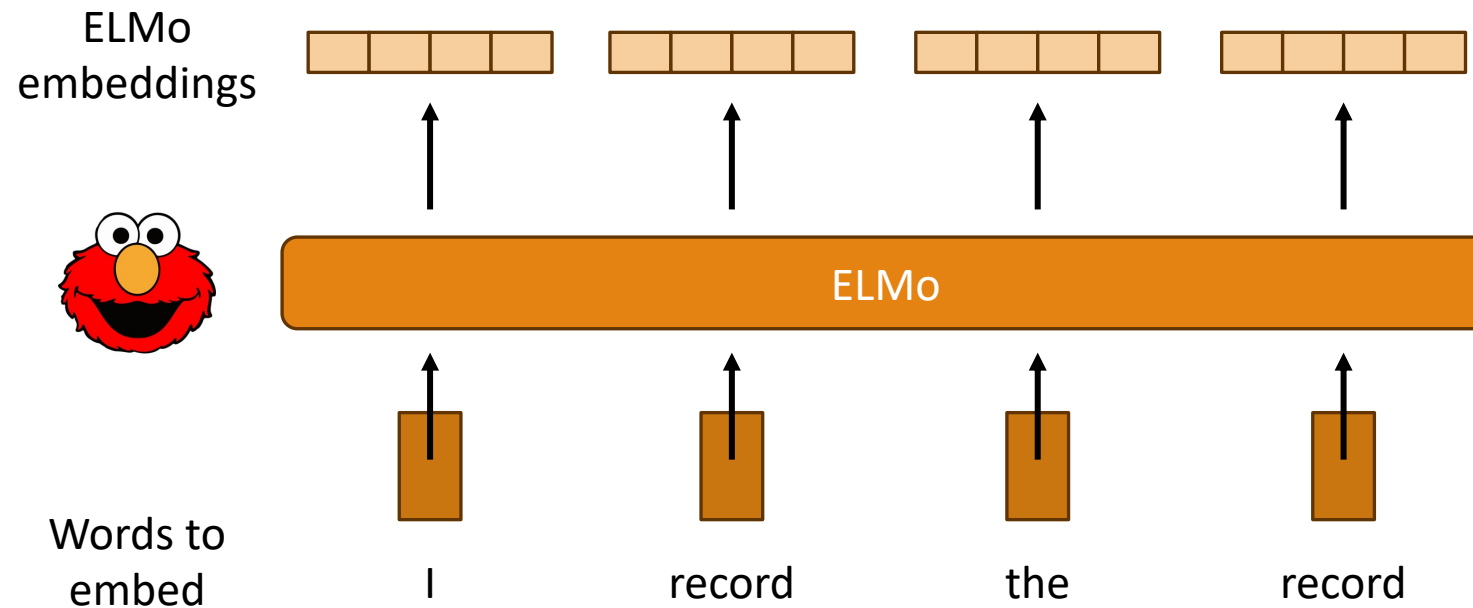 ELMo
embeddings
ELMo
Words to
embed
I record the record